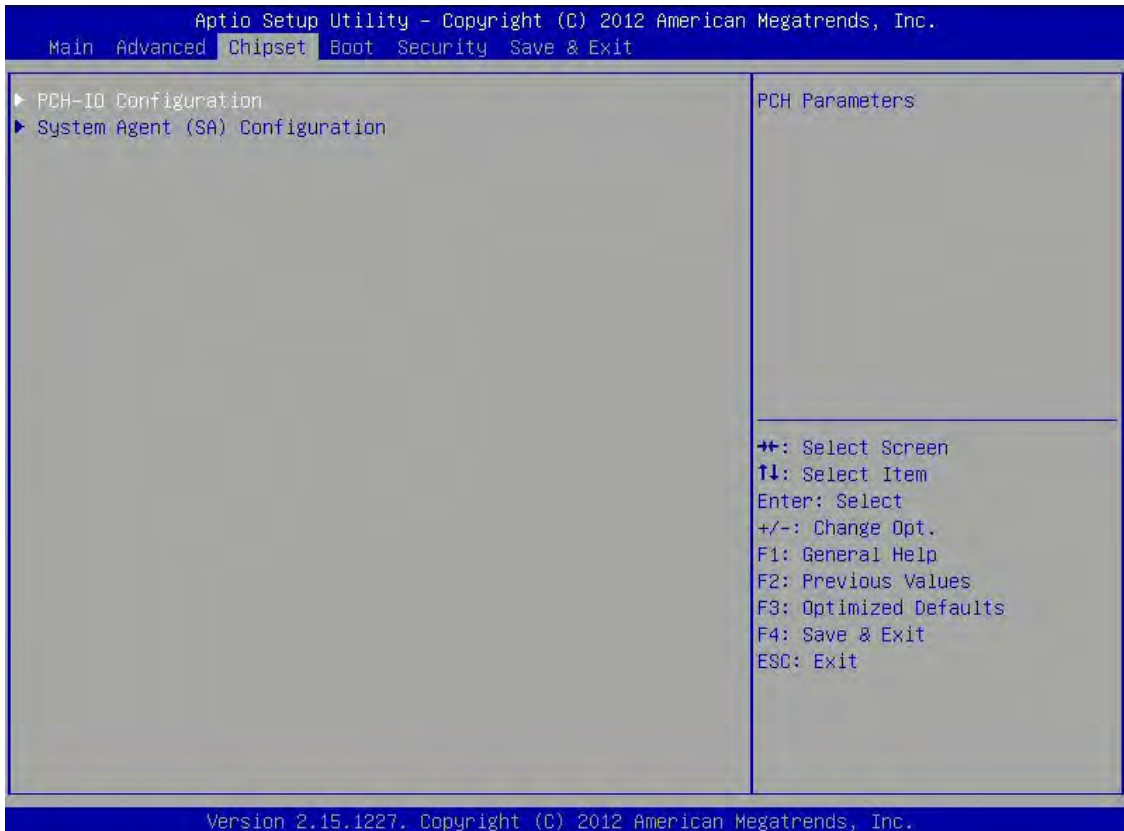 Aptio Setup Utility – Copyright (C) 2012 American Megatrends, Inc.
Main Advanced Chipset Boot Security Save & Exit
► PCH-IO Configuration
► System Agent (SA) Configuration
PCH Parameters
→←: Select Screen
↑↓: Select Item
Enter: Select
+/-: Change Opt.
F1: General Help
F2: Previous Values
F3: Optimized Defaults
F4: Save & Exit
ESC: Exit
Version 2.15.1227. Copyright (C) 2012 American Megatrends, Inc.